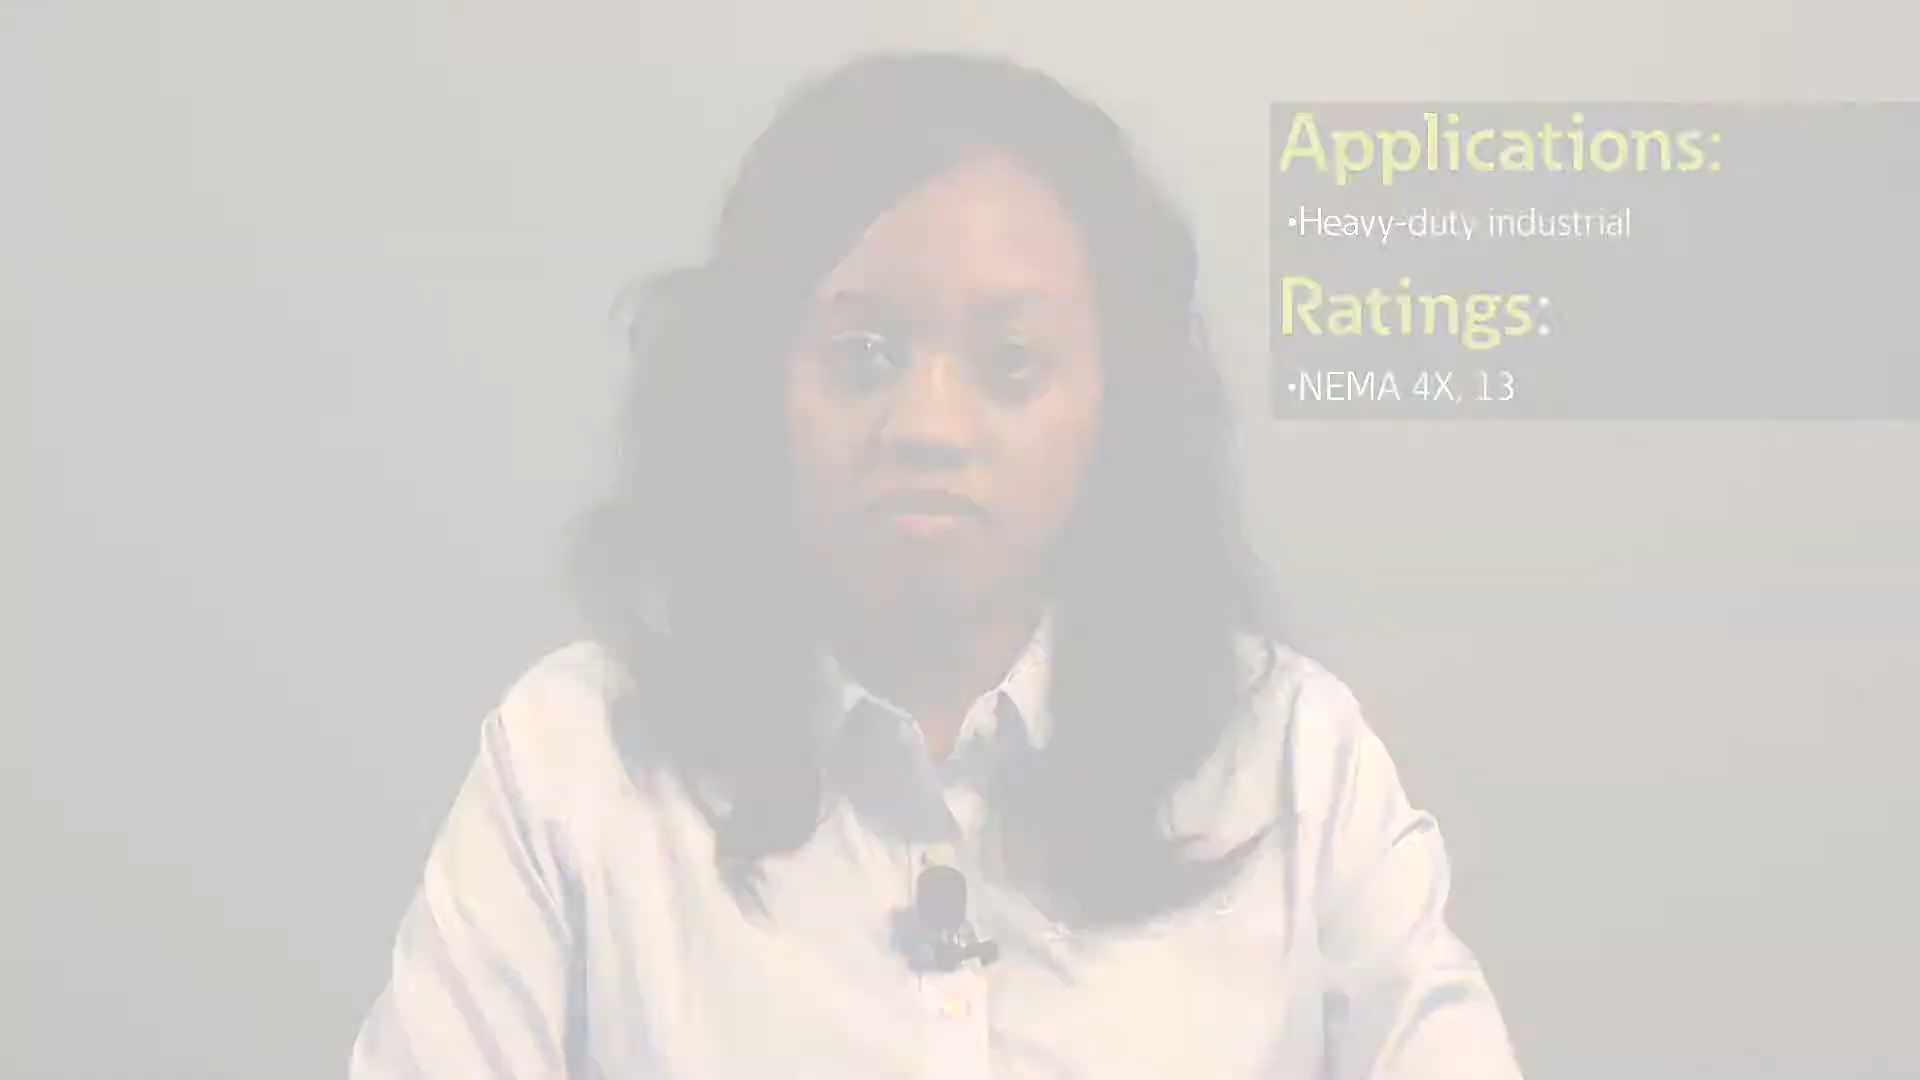 Applications:
•Heavy-duty industrial
Ratings:
•NEMA 4X, 13